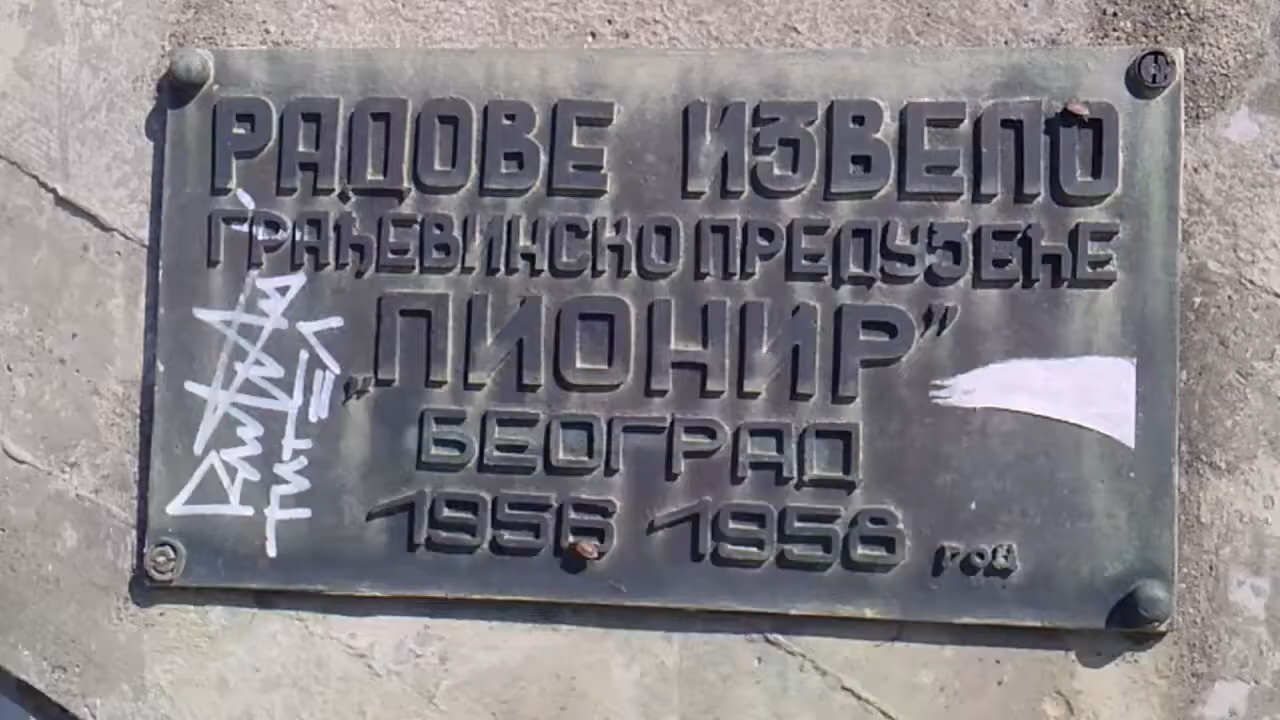 РАДОВЕ ИЗВЕЛО
ГРАЂЕВИНСКО ПРЕДУЗЕЋЕ
„ПИОНИР”
БЕОГРАД
1956 1958 ГОД